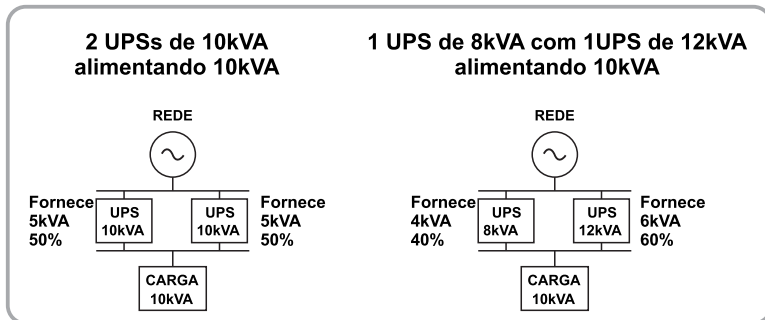 2 UPSs de 10kVA
alimentando 10kVA
REDE
Fornece
5kVA
50%
UPS
10kVA
UPS
10kVA
Fornece
5kVA
50%
CARGA
10kVA
1 UPS de 8kVA com 1UPS de 12kVA
alimentando 10kVA
REDE
Fornece
4kVA
40%
UPS
8kVA
UPS
12kVA
Fornece
6kVA
60%
CARGA
10kVA